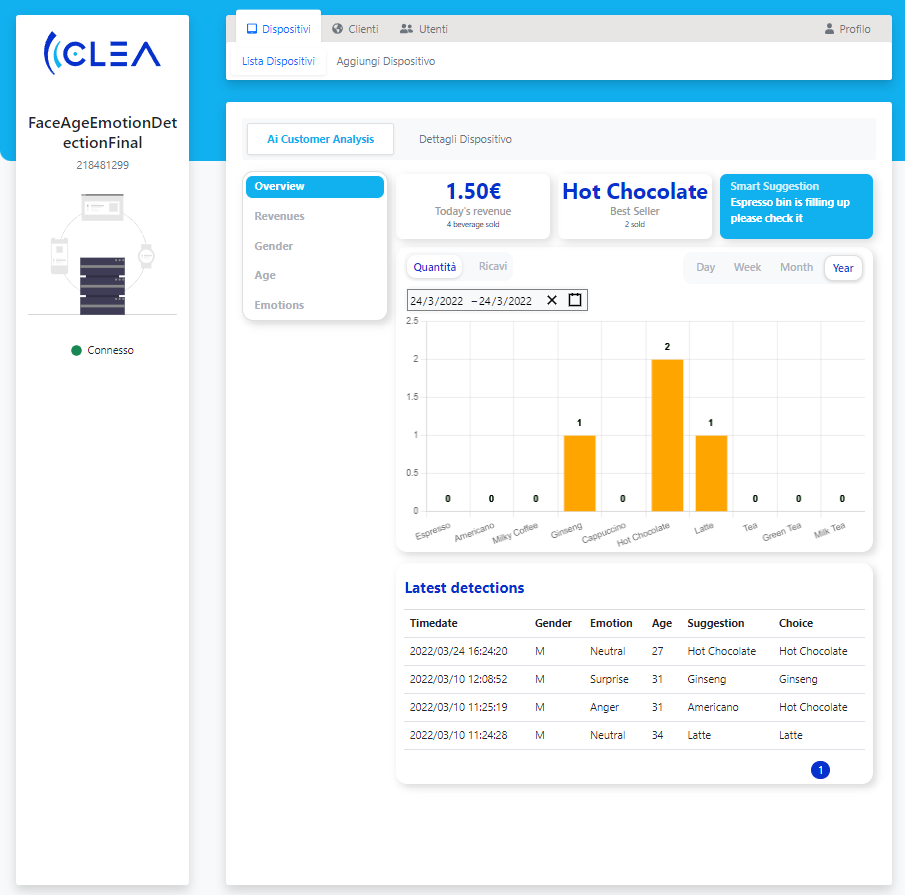 CLEA
FaceAgeEmotionDet
ectionFinal
218481299
Connesso
Dispositivi Clienti Utenti Profilo
Lista Dispositivi Aggiungi Dispositivo
Ai Customer Analysis Dettagli Dispositivo
Overview
Revenues
Gender
Age
Emotions
1.50€
Today's revenue
4 beverage sold
Hot Chocolate
Best Seller
2 sold
Smart Suggestion
Espresso bin is filling up
please check it
Quantità Ricavi Day Week Month Year
24/3/2022 –24/3/2022
2.5
2
1.5
1
0.5
0
0 0 0 1 0 2 1 0 0 0
Espresso Americano Milky Coffee Ginseng Cappuccino Hot Chocolate Latte Tea Green Tea Milk Tea
Latest detections
Timedate Gender Emotion Age Suggestion Choice
2022/03/24 16:24:20 M Neutral 27 Hot Chocolate Hot Chocolate
2022/03/10 12:08:52 M Surprise 31 Ginseng Ginseng
2022/03/10 11:25:19 M Anger 31 Americano Hot Chocolate
2022/03/10 11:24:28 M Neutral 34 Latte Latte
1